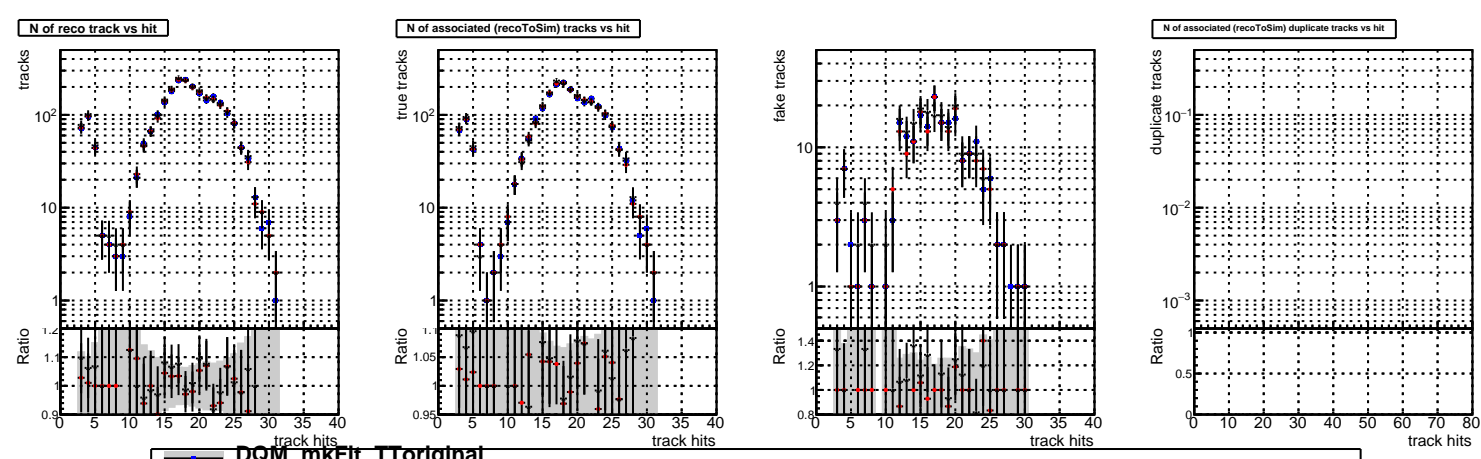 N of reco track vs hit
tracks
10²
10
1
Ratio
1.2
1.1
1
0.9
0 5 10 15 20 25 30 35 40
track hits
N of associated (recoToSim) tracks vs hit
true tracks
10²
10
1
Ratio
1.1
1.05
1
0.95
0 5 10 15 20 25 30 35 40
track hits
fake tracks
10
1
Ratio
1.4
1.2
1
0.8
0 5 10 15 20 25 30 35 40
track hits
N of associated (recoToSim) duplicate tracks vs hit
duplicate tracks
10⁻¹
10⁻²
10⁻³
Ratio
1
0.5
0
0 10 20 30 40 50 60 70 80
track hits
DQM_mkFit_TToriginal